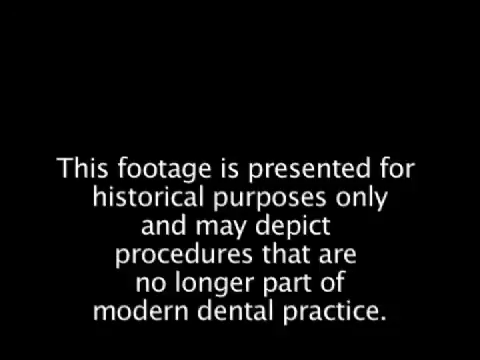 This footage is presented for
historical purposes only
and may depict
procedures that are
no longer part of
modern dental practice.